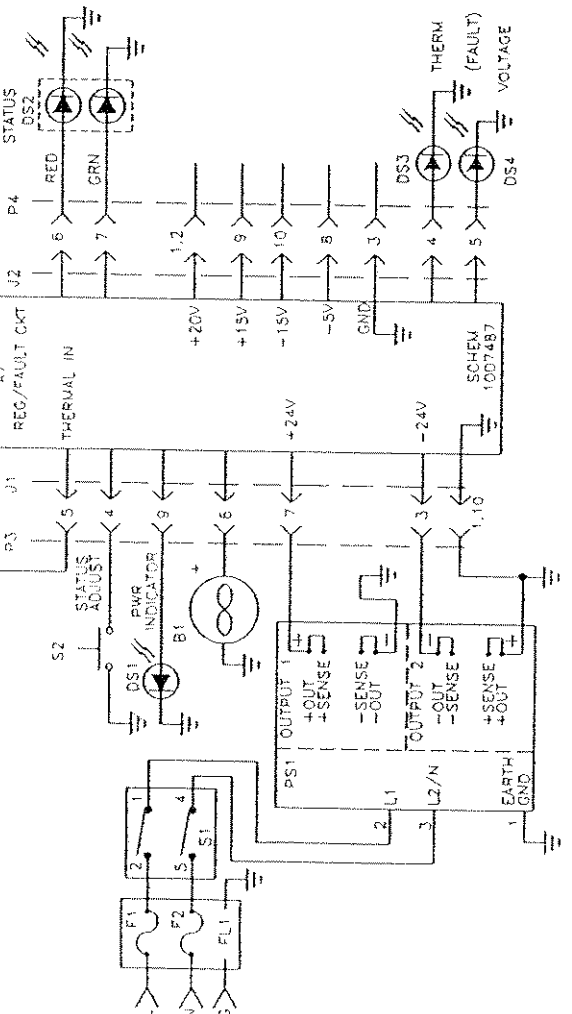 STATUS
DS2
RED
GRN
P4
6
7
1,2
9
10
8
3
4
5
J2
+20V
+15V
-15V
-5V
GND
THERM
(FAULT)
VOLTAGE
DS3
DS4
REG/FAULT CKT
THERMAL IN
+24V
-24V
SCHEM
1007487
J1
P3
5
4
9
6
7
3
1,10
STATUS
ADJUST
S2
PWR
INDICATOR
DS1
B1
+
PS1
OUTPUT 1
+OUT
+SENSE
-SENSE
-OUT
OUTPUT 2
-OUT
-SENSE
+SENSE
+OUT
+
-
-
+
L1
L2/N
EARTH
GND
2
3
1
1
4
2
5
S1
F1
F2
FL1